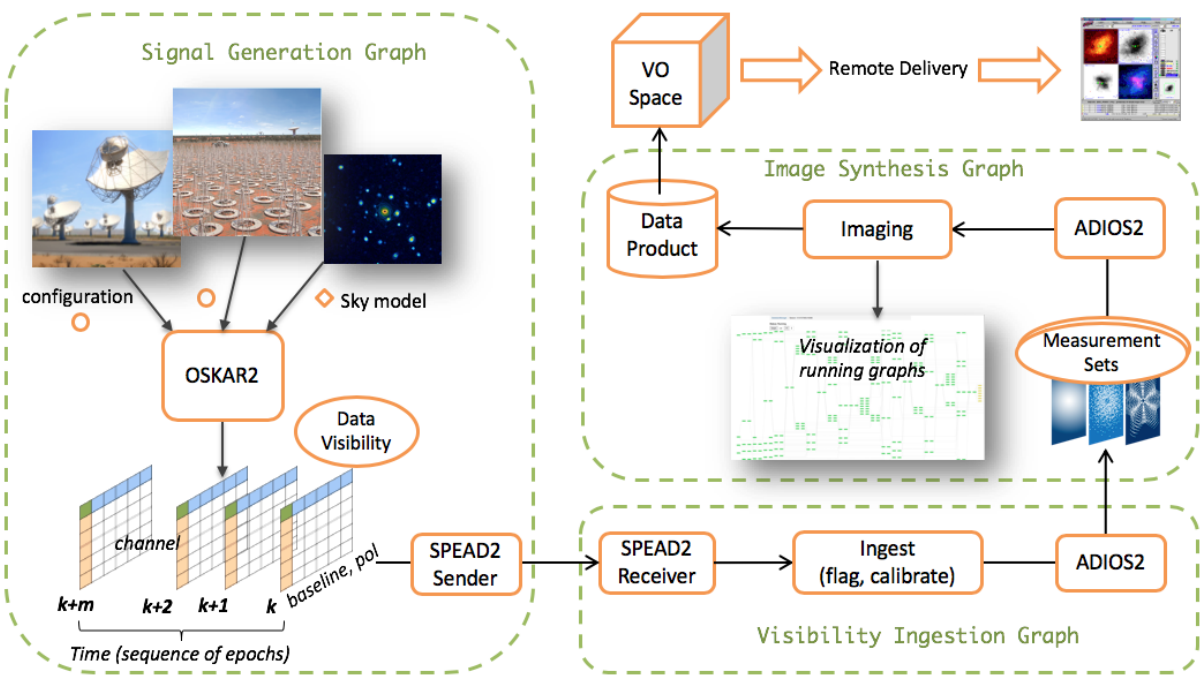 Signal Generation Graph
configuration
Sky model
OSKAR2
Data
Visibility
channel
baseline, pol
k+m
k+2
k+1
k
Time (sequence of epochs)
SPEAD2
Sender
SPEAD2
Receiver
Ingest
(flag, calibrate)
ADIOS2
Visibility Ingestion Graph
VO
Space
Remote Delivery
Image Synthesis Graph
Data
Product
Imaging
ADIOS2
Visualization of
running graphs
Measurement
Sets